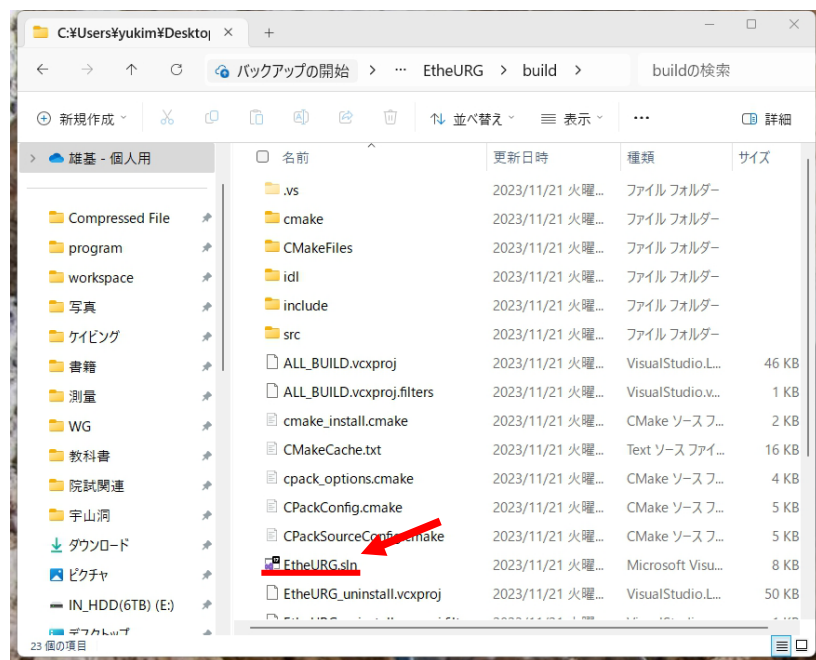 C:¥Users¥yukim¥Desktop
バックアップの開始 > ... EtheURG > build >
buildの検索
新規作成
並べ替え
表示
...
詳細
雄基 - 個人用
Compressed File
program
workspace
写真
ケイビング
書籍
測量
WG
教科書
院試関連
宇山洞
ダウンロード
ピクチャ
IN_HDD(6TB) (E:)
デスクトップ
名前 更新日時 種類 サイズ
.vs 2023/11/21 火曜... ファイル フォルダー
cmake 2023/11/21 火曜... ファイル フォルダー
CMakeFiles 2023/11/21 火曜... ファイル フォルダー
idl 2023/11/21 火曜... ファイル フォルダー
include 2023/11/21 火曜... ファイル フォルダー
src 2023/11/21 火曜... ファイル フォルダー
ALL_BUILD.vcxproj 2023/11/21 火曜... VisualStudio.L... 46 KB
ALL_BUILD.vcxproj.filters 2023/11/21 火曜... VisualStudio.v... 1 KB
cmake_install.cmake 2023/11/21 火曜... CMake ソース フ... 2 KB
CMakeCache.txt 2023/11/21 火曜... Text ソース ファイ... 16 KB
cpack_options.cmake 2023/11/21 火曜... CMake ソース フ... 4 KB
CPackConfig.cmake 2023/11/21 火曜... CMake ソース フ... 5 KB
CPackSourceConfig.cmake 2023/11/21 火曜... CMake ソース フ... 5 KB
EtheURG.sln 2023/11/21 火曜... Microsoft Visu... 8 KB
EtheURG_uninstall.vcxproj 2023/11/21 火曜... VisualStudio.L... 50 KB
23 個の項目